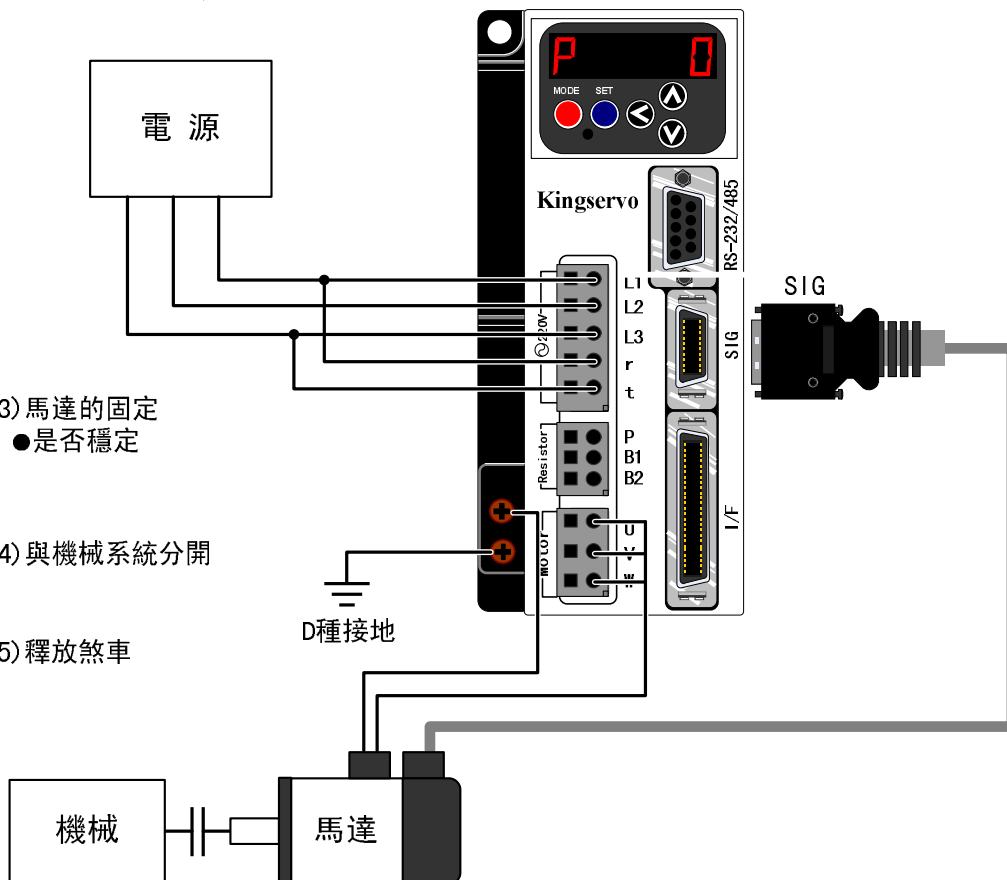 P 0
MODE SET
電 源
Kingservo
RS-232/485
SIG
L1
L2
220V
L3
r
t
SIG
3)馬達的固定
●是否穩定
Resistor
P
B1
B2
I/F
Motor
U
V
W
4)與機械系統分開
D種接地
5)釋放煞車
機械
馬達